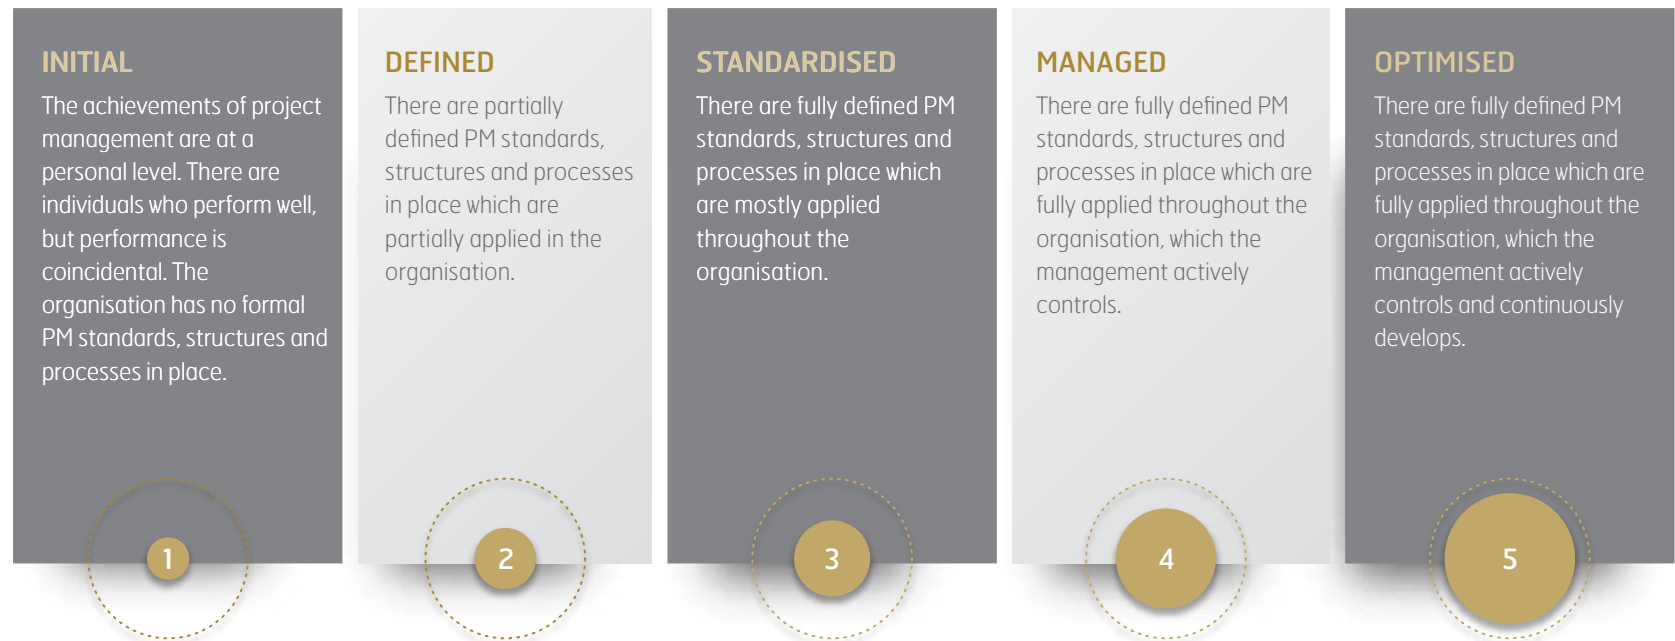 INITIAL
The achievements of project
management are at a
personal level. There are
individuals who perform well,
but performance is
coincidental. The
organisation has no formal
PM standards, structures and
processes in place.
1
DEFINED
There are partially
defined PM standards,
structures and processes
in place which are
partially applied in the
organisation.
2
STANDARDISED
There are fully defined PM
standards, structures and
processes in place which
are mostly applied
throughout the
organisation.
3
MANAGED
There are fully defined PM
standards, structures and
processes in place which are
fully applied throughout the
organisation, which the
management actively
controls.
4
OPTIMISED
There are fully defined PM
standards, structures and
processes in place which are
fully applied throughout the
organisation, which the
management actively
controls and continuously
develops.
5